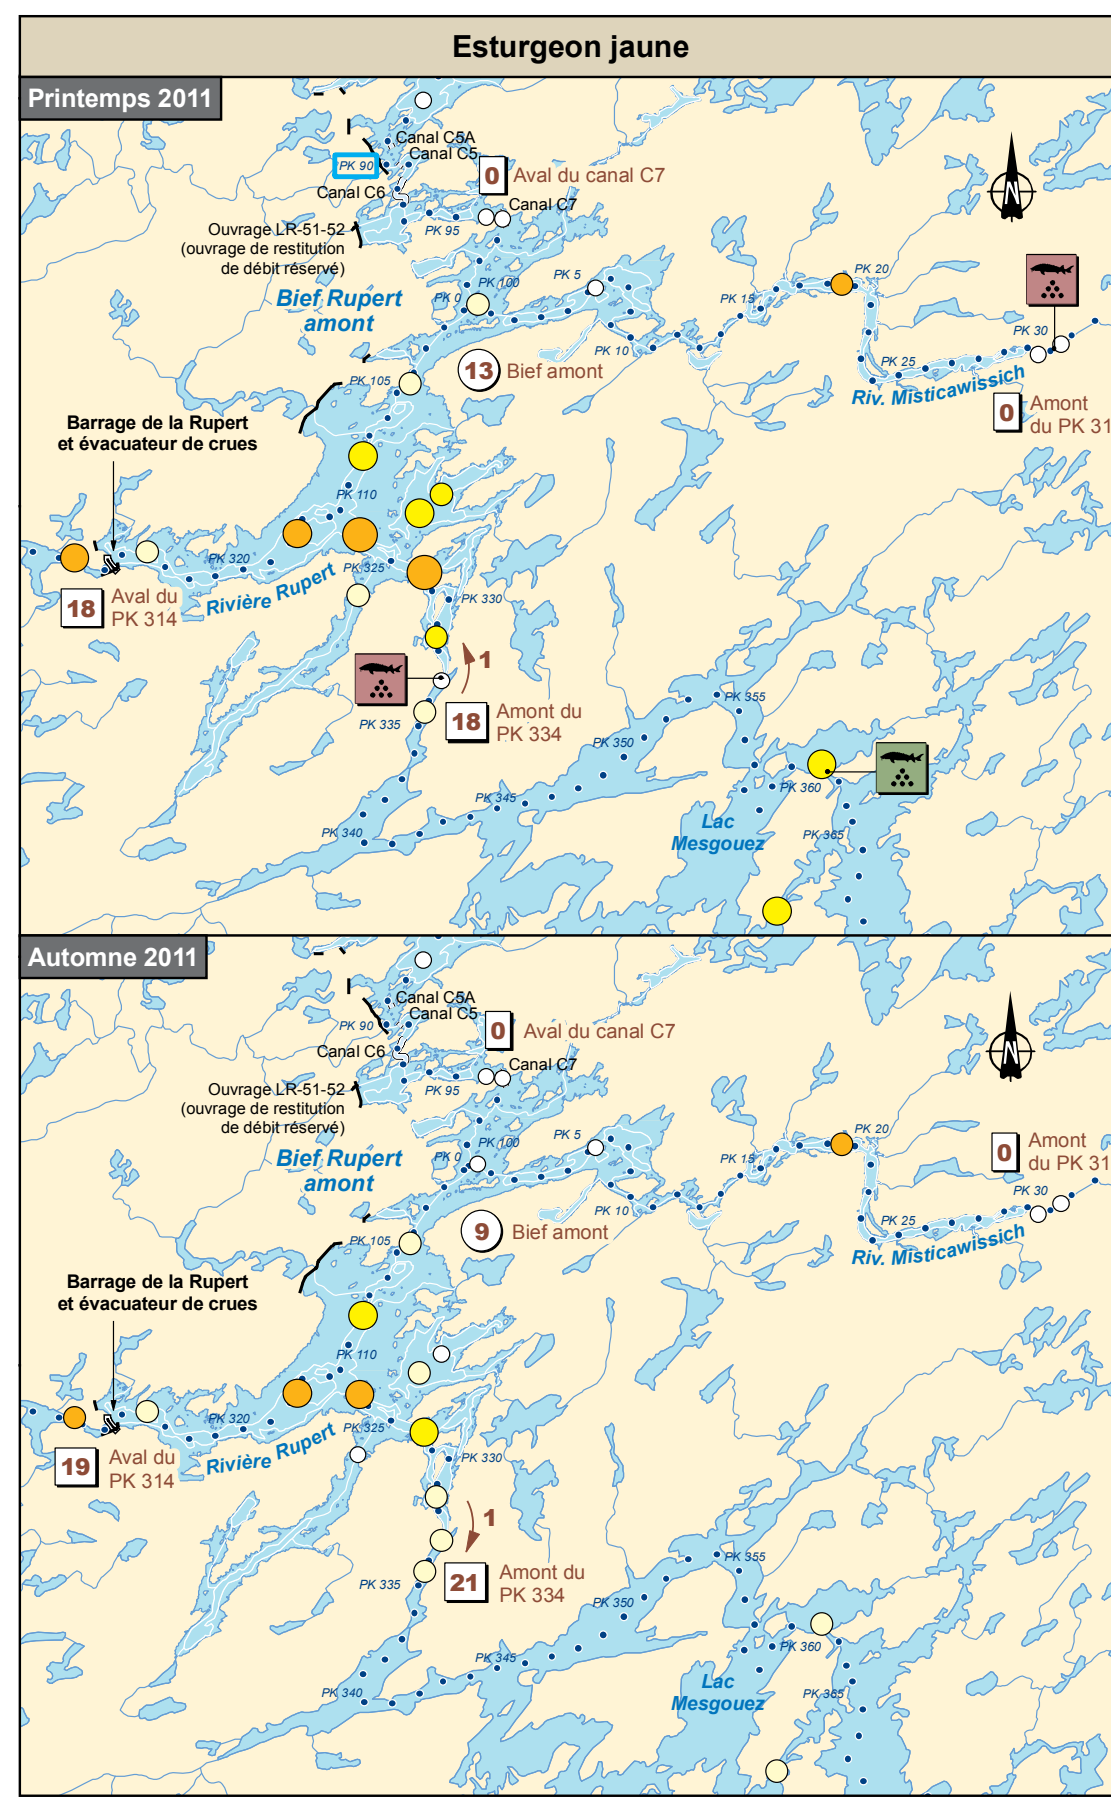 Esturgeon jaune
Printemps 2011
Canal C5A
Canal C5
PK 90
Canal C6
0 Aval du canal C7
Canal C7
PK 95
Ouvrage LR-51-52
(ouvrage de restitution
de débit réservé)
Bief Rupert
amont
PK 0
PK 100
PK 5
PK 10
PK 15
PK 20
PK 25
PK 30
Riv. Misticawissich
N
13 Bief amont
0 Amont
du PK 31
PK 105
Barrage de la Rupert
et évacuateur de crues
PK 110
PK 320
PK 325
PK 330
Rivière Rupert
18 Aval du
PK 314
1
18 Amont du
PK 334
PK 335
PK 340
PK 345
PK 350
PK 355
PK 360
PK 365
Lac
Mesgouez
Automne 2011
Canal C5A
Canal C5
PK 90
Canal C6
0 Aval du canal C7
Canal C7
PK 95
Ouvrage LR-51-52
(ouvrage de restitution
de débit réservé)
Bief Rupert
amont
PK 0
PK 100
PK 5
PK 10
PK 15
PK 20
PK 25
PK 30
Riv. Misticawissich
N
0 Amont
du PK 31
9 Bief amont
PK 105
Barrage de la Rupert
et évacuateur de crues
PK 110
PK 320
PK 325
PK 330
Rivière Rupert
19 Aval du
PK 314
1
21 Amont du
PK 334
PK 335
PK 340
PK 345
PK 350
PK 355
PK 360
PK 365
Lac
Mesgouez